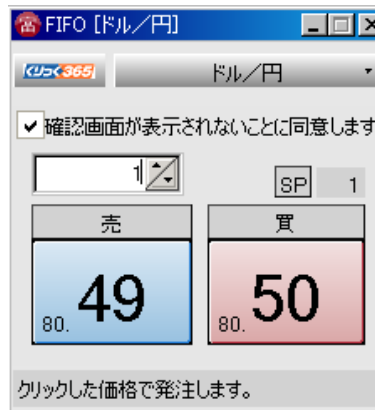 FIFO [ドル／円]
くりっく365 ドル／円
確認画面が表示されないことに同意します
1 SP 1
売 買
80.49 80.50
クリックした価格で発注します。